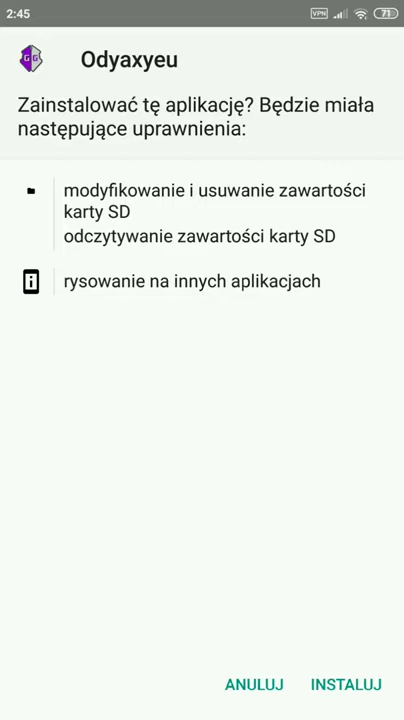 2:45 VPN 71
GG
Odyaxyeu
Zainstalować tę aplikację? Będzie miała
następujące uprawnienia:
modyfikowanie i usuwanie zawartości
karty SD
odczytywanie zawartości karty SD
rysowanie na innych aplikacjach
ANULUJ INSTALUJ